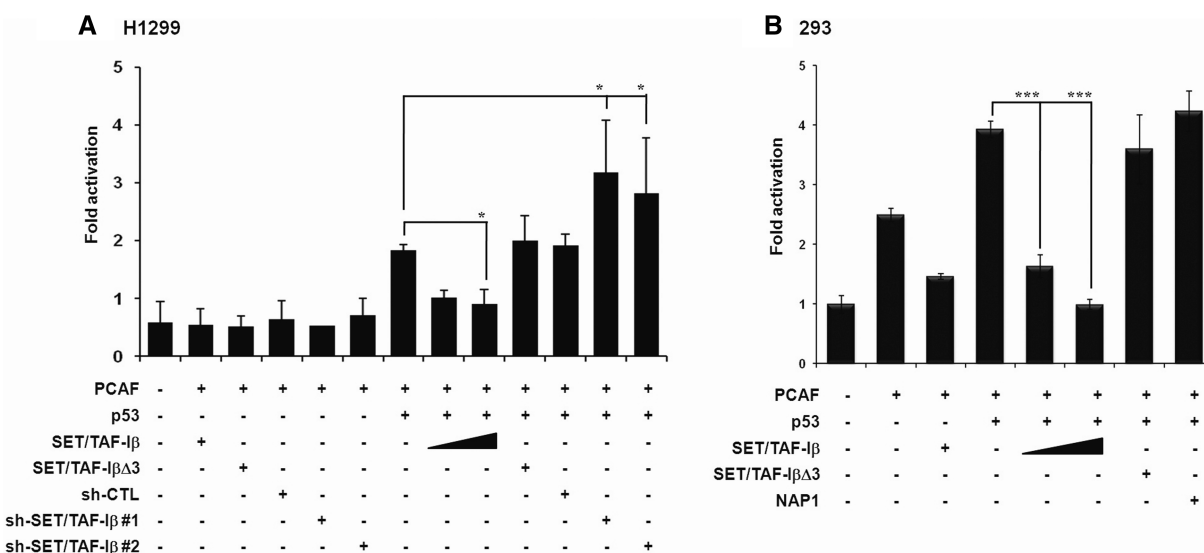 A H1299
5
4
3
2
1
0
Fold activation
* *
*
PCAF - + + + + + + + + + + + +
p53 - - - - - - + + + + + + +
SET/TAF-Iβ - + - - - - - - - - -
SET/TAF-IβΔ3 - - + - - - - - - + - - -
sh-CTL - - - + - - - - - - + - -
sh-SET/TAF-Iβ #1 - - - - + - - - - - - + -
sh-SET/TAF-Iβ #2 - - - - - + - - - - - - +
B 293
5
4
3
2
1
0
Fold activation
*** ***
PCAF - + + + + + + +
p53 - - - + + + + +
SET/TAF-Iβ - - + - - -
SET/TAF-IβΔ3 - - - - - - + -
NAP1 - - - - - - - +